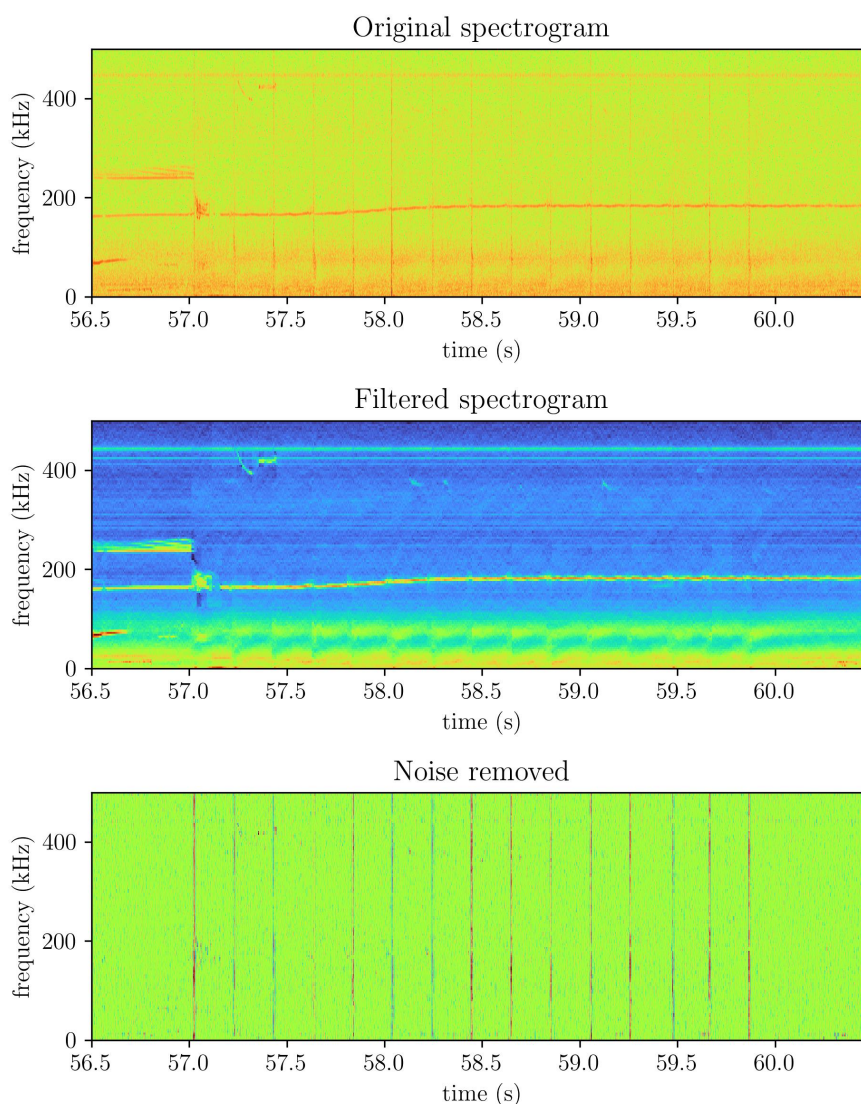 Original spectrogram
400
200
0
frequency (kHz)
56.5 57.0 57.5 58.0 58.5 59.0 59.5 60.0
time (s)
Filtered spectrogram
400
200
0
frequency (kHz)
56.5 57.0 57.5 58.0 58.5 59.0 59.5 60.0
time (s)
Noise removed
400
200
0
frequency (kHz)
56.5 57.0 57.5 58.0 58.5 59.0 59.5 60.0
time (s)